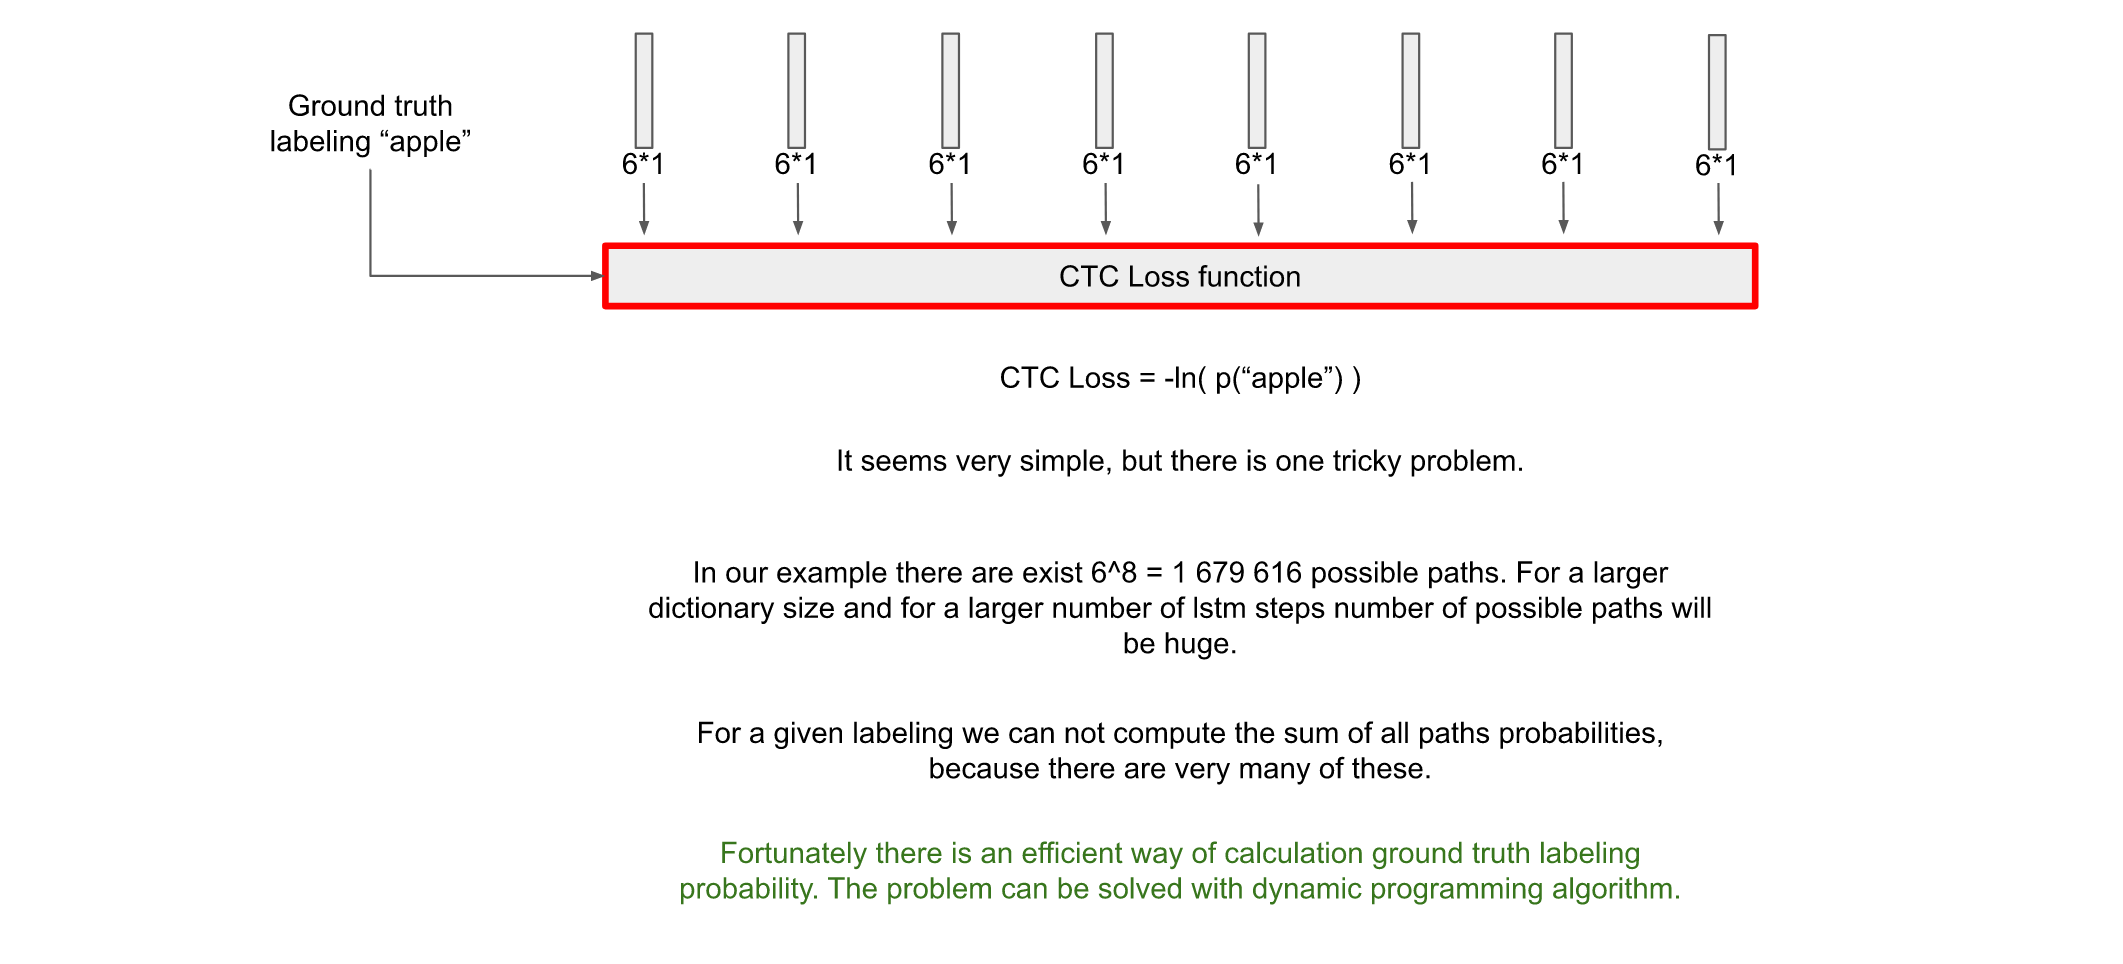 Ground truth
labeling “apple”
6*1 6*1 6*1 6*1 6*1 6*1 6*1 6*1
CTC Loss function
CTC Loss = -ln( p(“apple”) )
It seems very simple, but there is one tricky problem.
In our example there are exist 6^8 = 1 679 616 possible paths. For a larger
dictionary size and for a larger number of lstm steps number of possible paths will
be huge.
For a given labeling we can not compute the sum of all paths probabilities,
because there are very many of these.
Fortunately there is an efficient way of calculation ground truth labeling
probability. The problem can be solved with dynamic programming algorithm.